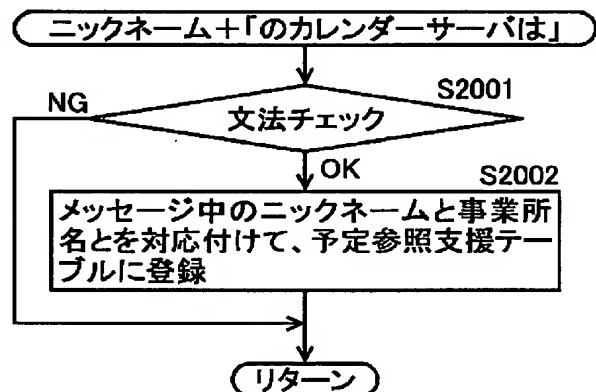 ニックネーム+「のカレンダーサーバは」
S2001
NG
文法チェック
OK
S2002
メッセージ中のニックネームと事業所
名とを対応付けて、予定参照支援テー
ブルに登録
リターン